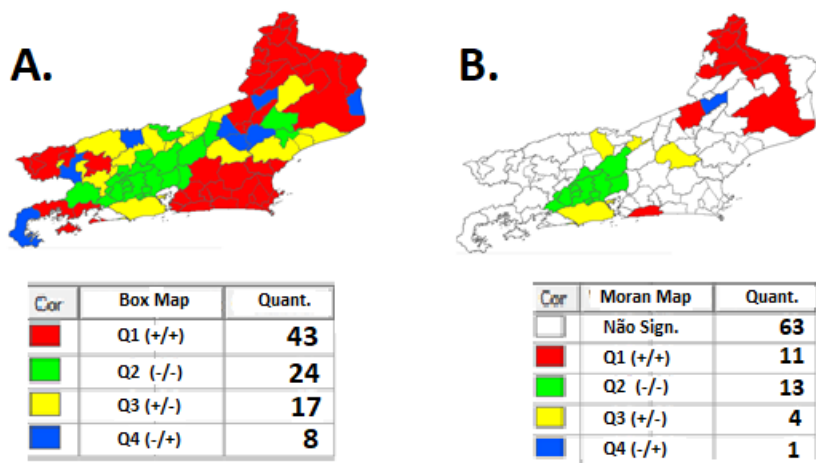 A.
B.
Cor Box Map Quant.
Q1 (+/+) 43
Q2 (-/-) 24
Q3 (+/-) 17
Q4 (-/+) 8
Cor Moran Map Quant.
Não Sign. 63
Q1 (+/+) 11
Q2 (-/-) 13
Q3 (+/-) 4
Q4 (-/+) 1